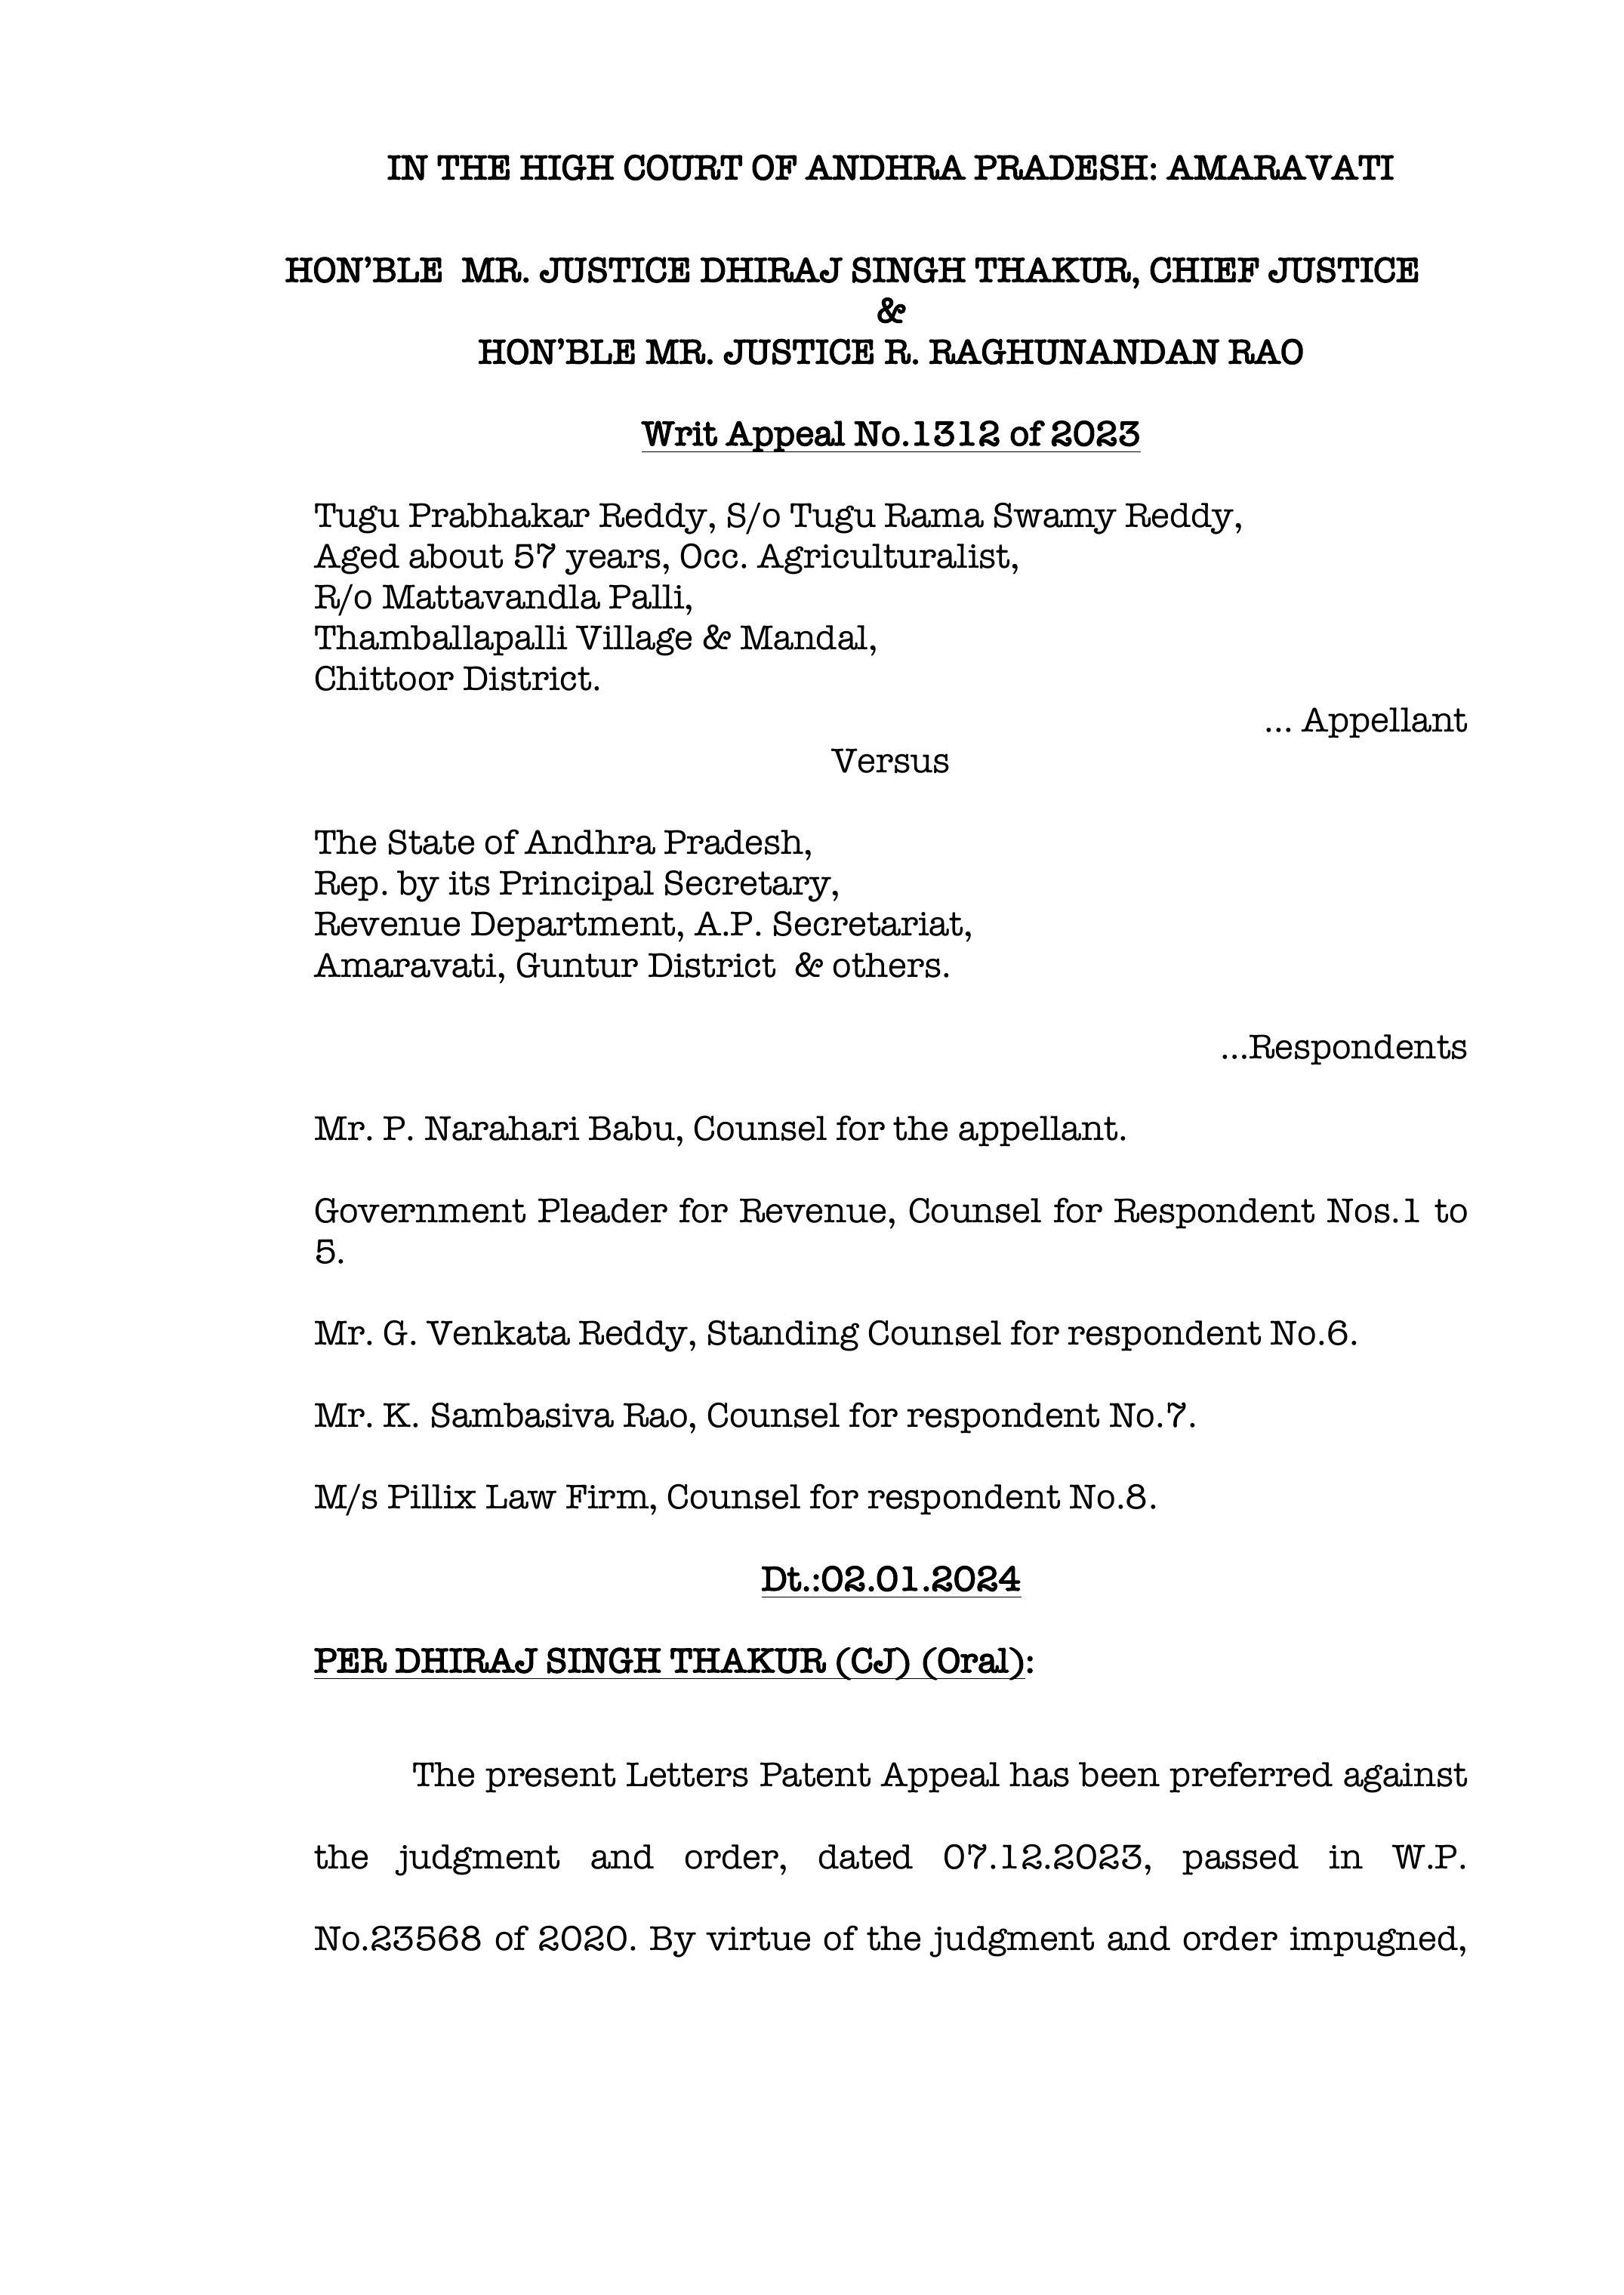 IN THE HIGH COURT OF ANDHRA PRADESH: AMARAVATI
HON’BLE MR. JUSTICE DHIRAJ SINGH THAKUR, CHIEF JUSTICE
&
HON’BLE MR. JUSTICE R. RAGHUNANDAN RAO
Writ Appeal No.1312 of 2023
Tugu Prabhakar Reddy, S/o Tugu Rama Swamy Reddy,
Aged about 57 years, Occ. Agriculturalist,
R/o Mattavandla Palli,
Thamballapalli Village & Mandal,
Chittoor District.
... Appellant
Versus
The State of Andhra Pradesh,
Rep. by its Principal Secretary,
Revenue Department, A.P. Secretariat,
Amaravati, Guntur District & others.
...Respondents
Mr. P. Narahari Babu, Counsel for the appellant.
Government Pleader for Revenue, Counsel for Respondent Nos.1 to
5.
Mr. G. Venkata Reddy, Standing Counsel for respondent No.6.
Mr. K. Sambasiva Rao, Counsel for respondent No.7.
M/s Pillix Law Firm, Counsel for respondent No.8.
Dt.:02.01.2024
PER DHIRAJ SINGH THAKUR (CJ) (Oral):
The present Letters Patent Appeal has been preferred against
the judgment and order, dated 07.12.2023, passed in W.P.
No.23568 of 2020. By virtue of the judgment and order impugned,